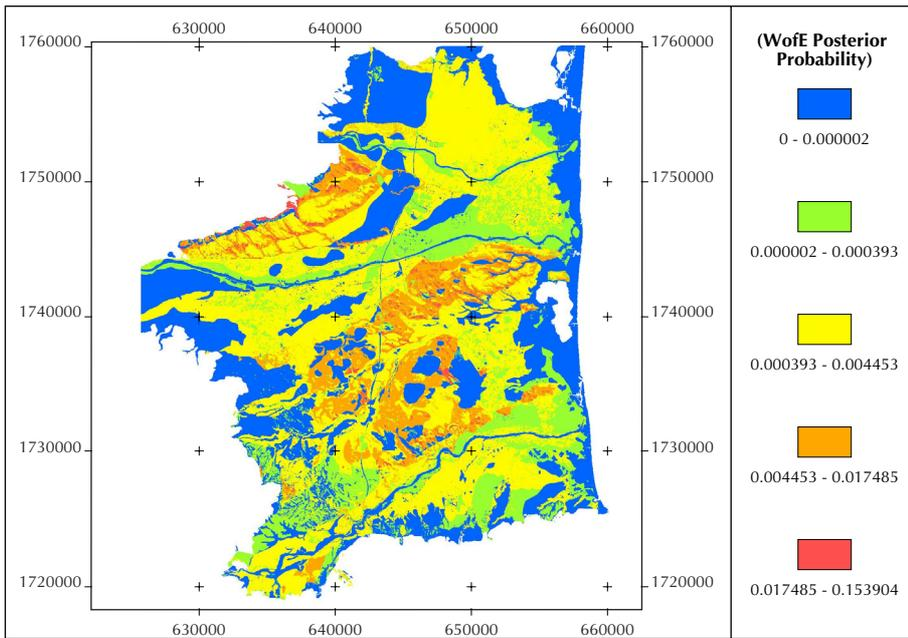 630000 640000 650000 660000
1760000 1760000
1750000 1750000
1740000 1740000
1730000 1730000
1720000 1720000
630000 640000 650000 660000
(WofE Posterior
Probability)
0 - 0.000002
0.000002 - 0.000393
0.000393 - 0.004453
0.004453 - 0.017485
0.017485 - 0.153904